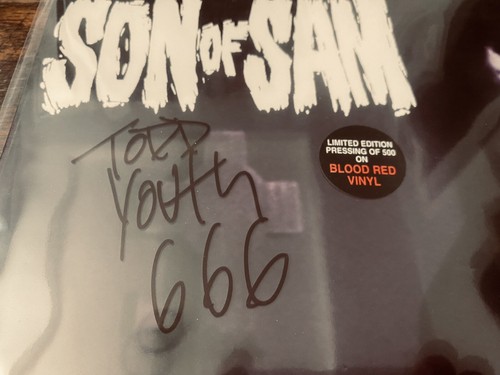 SON OF SAM
TODD
YOUTH
666
LIMITED EDITION
PRESSING OF 500
ON
BLOOD RED
VINYL